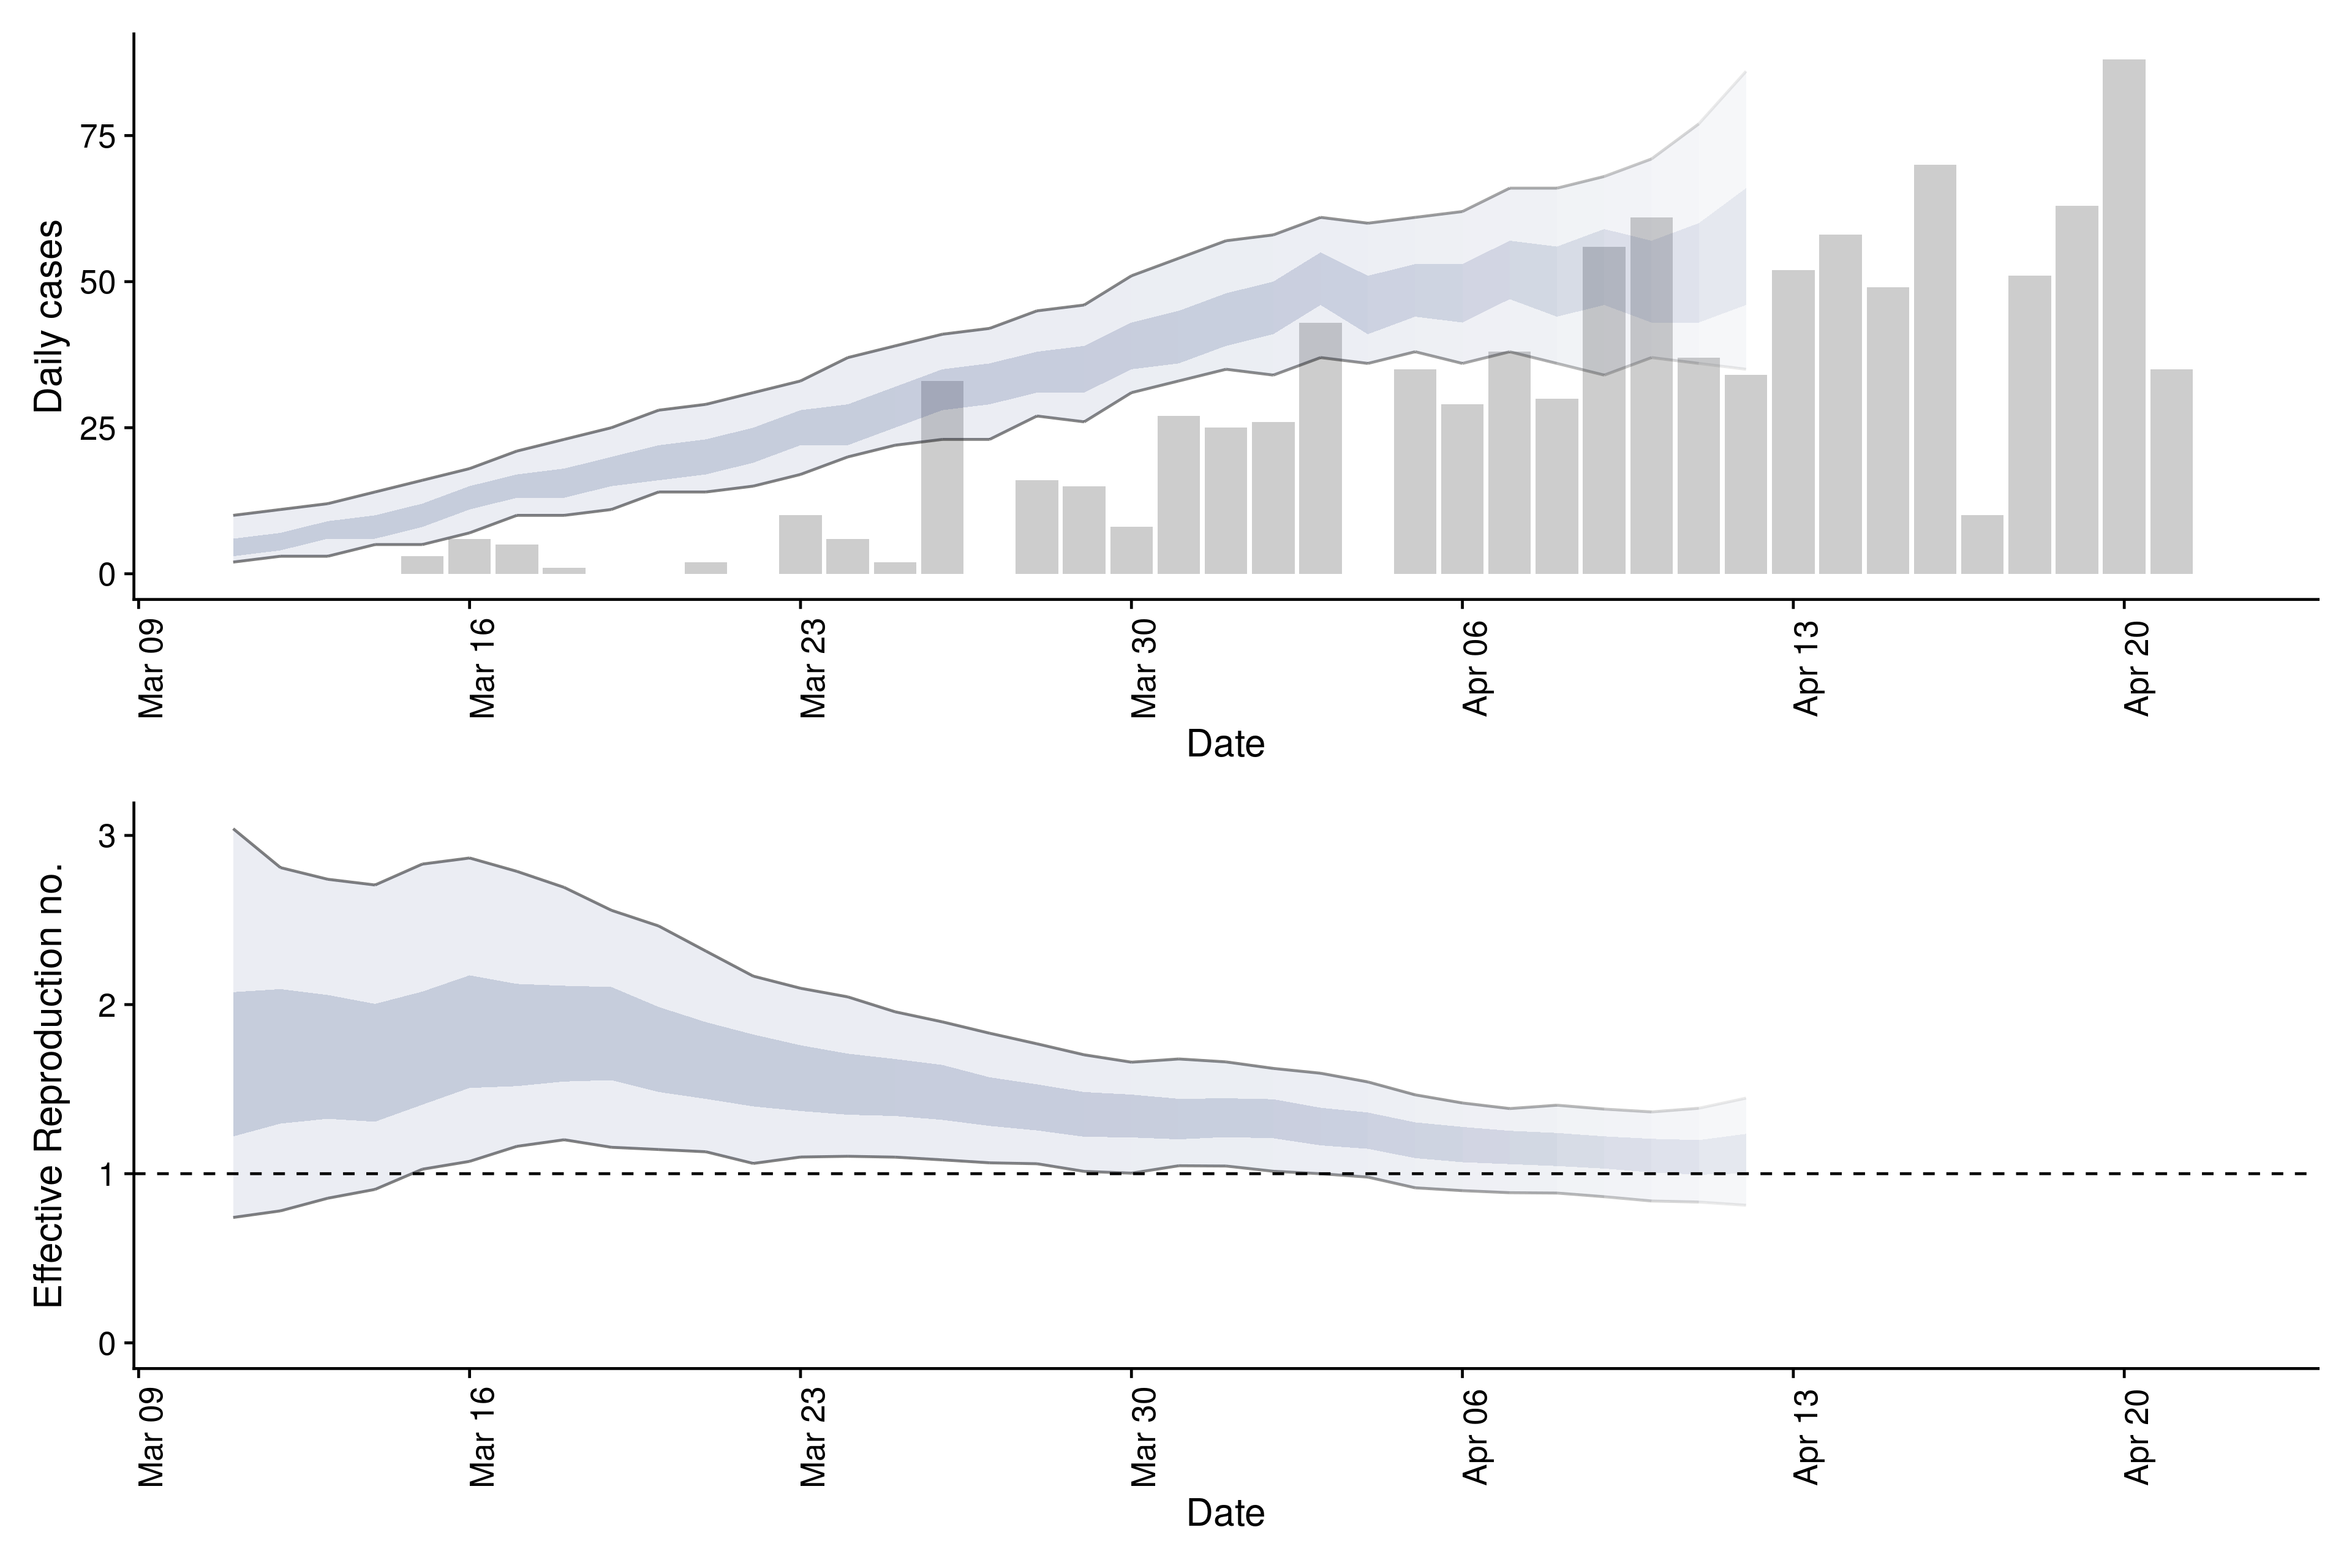 Daily cases
75
50
25
0
Mar 09
Mar 16
Mar 23
Mar 30
Apr 06
Apr 13
Apr 20
Date
Effective Reproduction no.
3
2
1
0
Mar 09
Mar 16
Mar 23
Mar 30
Apr 06
Apr 13
Apr 20
Date